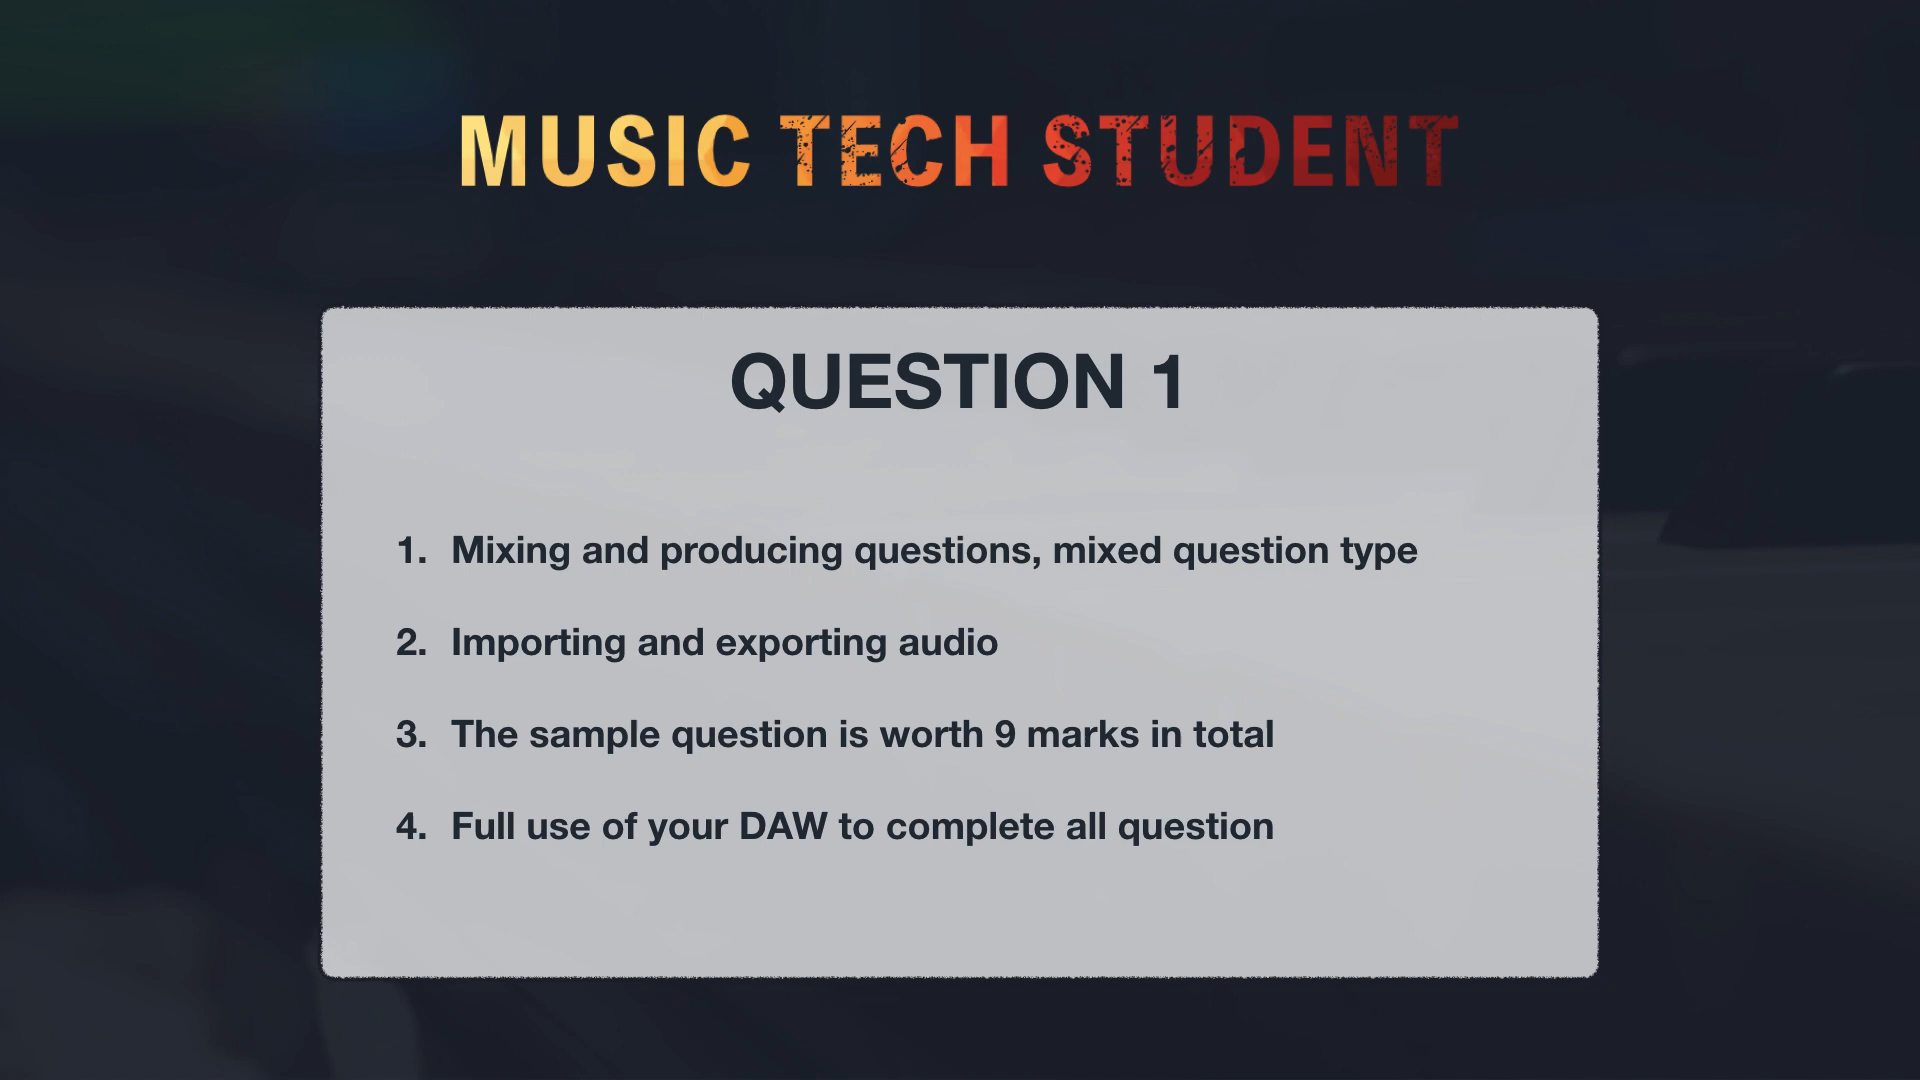 MUSIC TECH STUDENT
QUESTION 1
1. Mixing and producing questions, mixed question type
2. Importing and exporting audio
3. The sample question is worth 9 marks in total
4. Full use of your DAW to complete all question